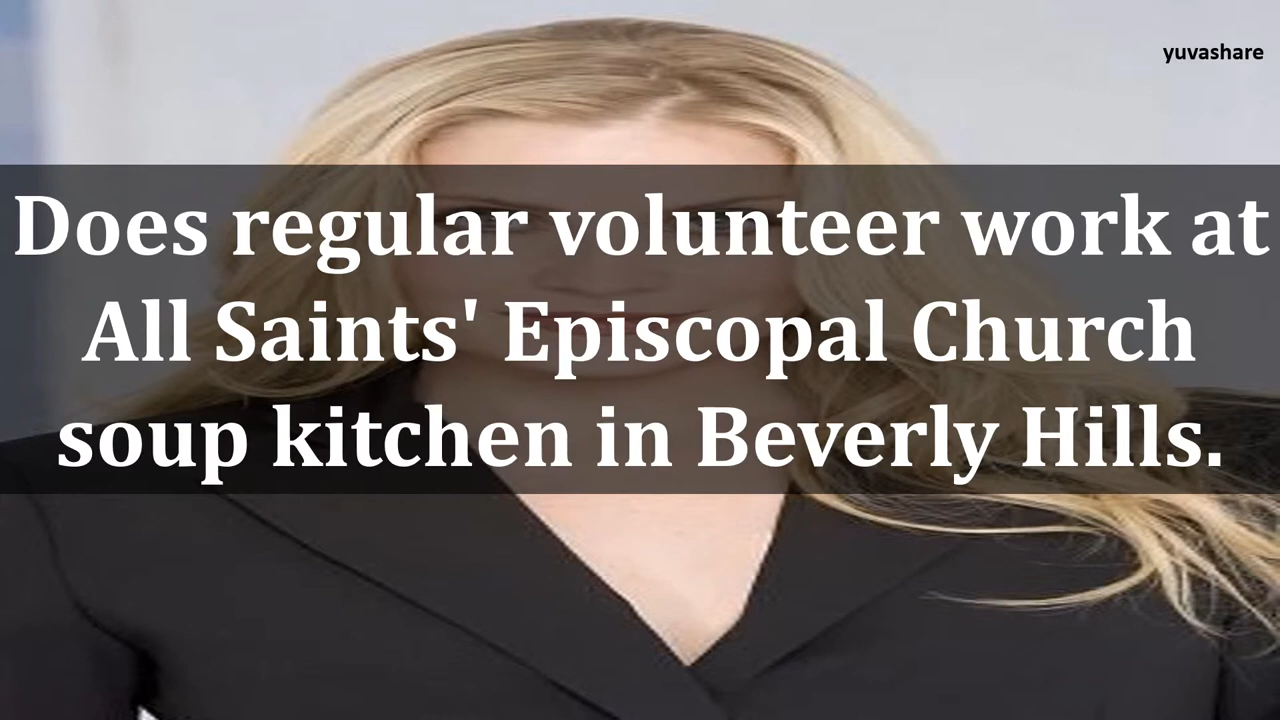 yuvashare
Does regular volunteer work at
All Saints' Episcopal Church
soup kitchen in Beverly Hills.